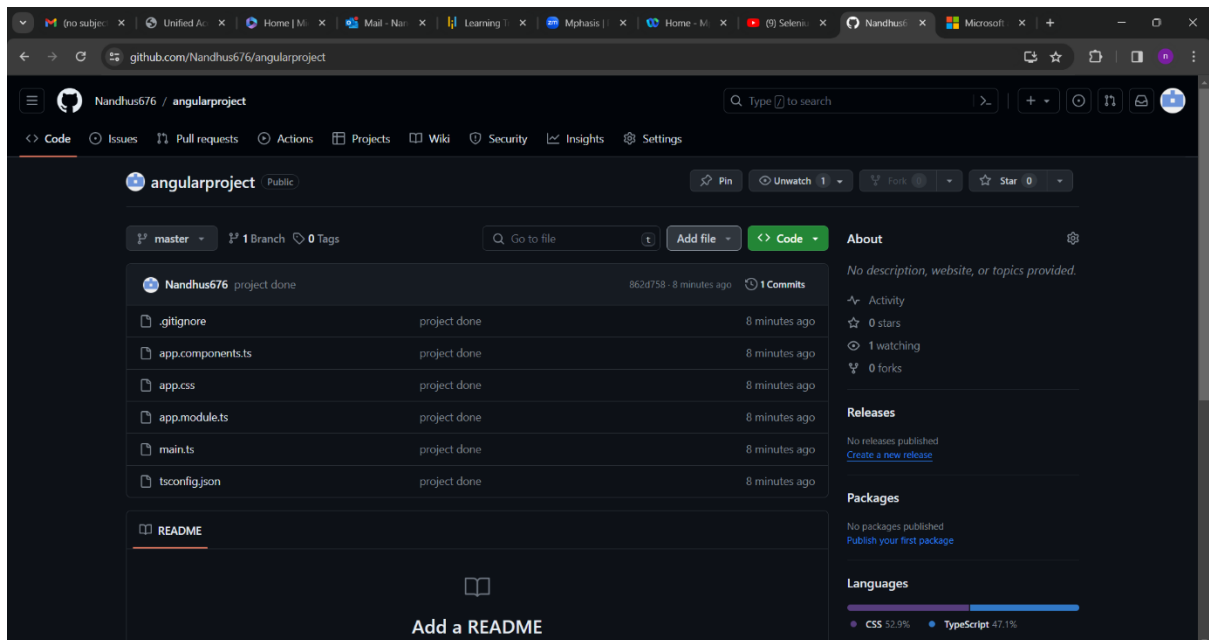 (no subjec
Unified Ac
Home | Mi
Mail - Nan
Learning T
Mphasis |
Home - M
(9) Seleniu
Nandhus6
Microsoft
github.com/Nandhus676/angularproject
n
Nandhus676 / angularproject
Type / to search
Code Issues Pull requests Actions Projects Wiki Security Insights Settings
angularproject Public
Pin Unwatch 1 Fork 0 Star 0
master 1 Branch 0 Tags Go to file t Add file Code
Nandhus676 project done 862d758 · 8 minutes ago 1 Commits
.gitignore project done 8 minutes ago
app.components.ts project done 8 minutes ago
app.css project done 8 minutes ago
app.module.ts project done 8 minutes ago
main.ts project done 8 minutes ago
tsconfig.json project done 8 minutes ago
README
Add a README
About
No description, website, or topics provided.
Activity
0 stars
1 watching
0 forks
Releases
No releases published
Create a new release
Packages
No packages published
Publish your first package
Languages
CSS 52.9% TypeScript 47.1%